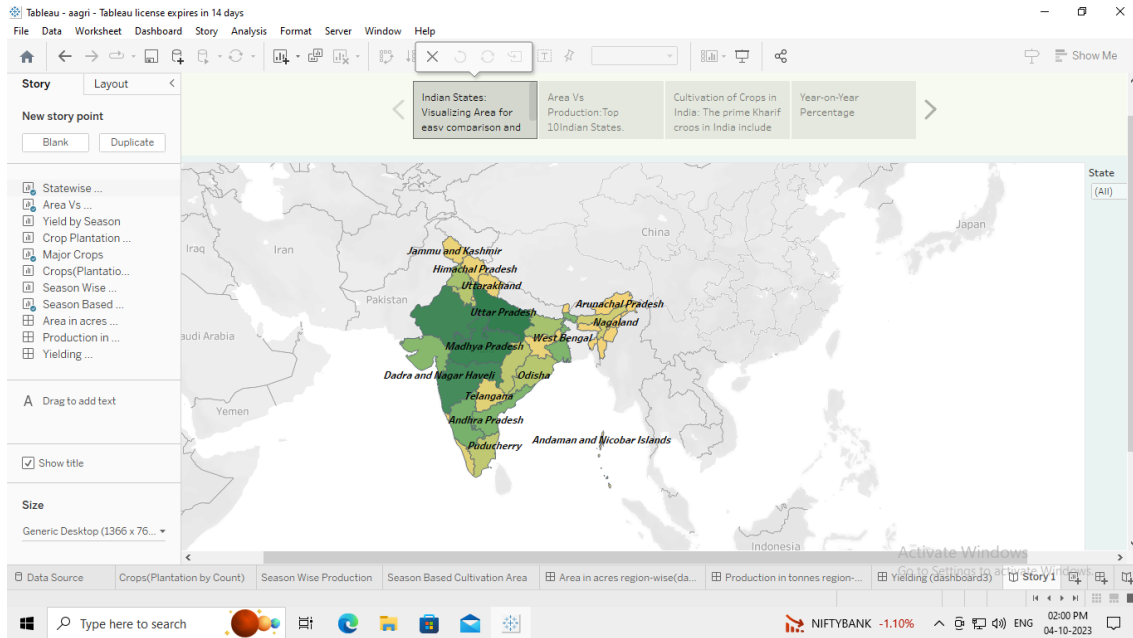 Tableau - aagri - Tableau license expires in 14 days
File Data Worksheet Dashboard Story Analysis Format Server Window Help
Show Me
Story Layout
New story point
Blank Duplicate
Statewise ...
Area Vs ...
Yield by Season
Crop Plantation ...
Major Crops
Crops(Plantatio...
Season Wise ...
Season Based ...
Area in acres ...
Production in ...
Yielding ...
A Drag to add text
Show title
Size
Generic Desktop (1366 x 76...
Indian States:
Visualizing Area for
easy comparison and
Area Vs
Production:Top
10Indian States.
Cultivation of Crops in
India: The prime Kharif
crops in India include
Year-on-Year
Percentage
State
(All)
China
Japan
Iraq
Iran
Jammu and Kashmir
Himachal Pradesh
Uttarakhand
Pakistan
Arunachal Pradesh
Uttar Pradesh
Nagaland
audi Arabia
West Bengal
Madhya Pradesh
Dadra and Nagar Haveli
Odisha
Telangana
Yemen
Andhra Pradesh
Andaman and Nicobar Islands
Puducherry
Indonesia
Activate Windows
Go to Settings to activate Windows.
Data Source Crops(Plantation by Count) Season Wise Production Season Based Cultivation Area Area in acres region-wise(da... Production in tonnes region-... Yielding (dashboard3) Story 1
Type here to search
NIFTYBANK -1.10%
ENG
02:00 PM
04-10-2023